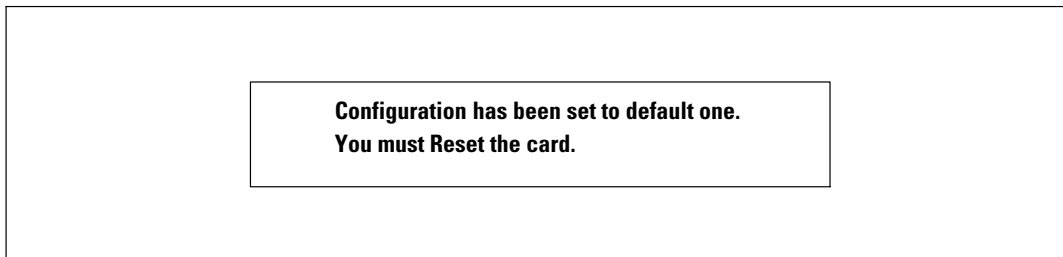 Configuration has been set to default one.
You must Reset the card.